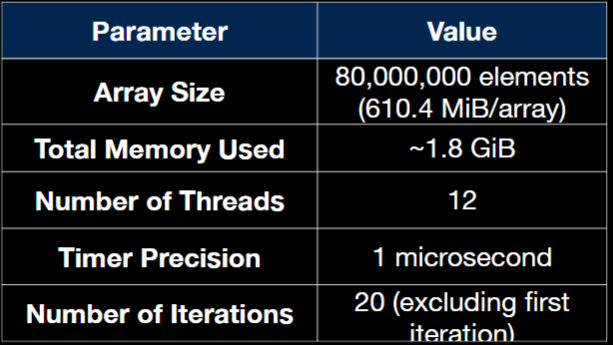 Parameter Value
Array Size 80,000,000 elements
(610.4 MiB/array)
Total Memory Used ~1.8 GiB
Number of Threads 12
Timer Precision 1 microsecond
Number of Iterations 20 (excluding first
iteration)